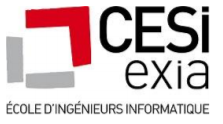 CESi
exia
ÉCOLE D'INGÉNIEURS INFORMATIQUE